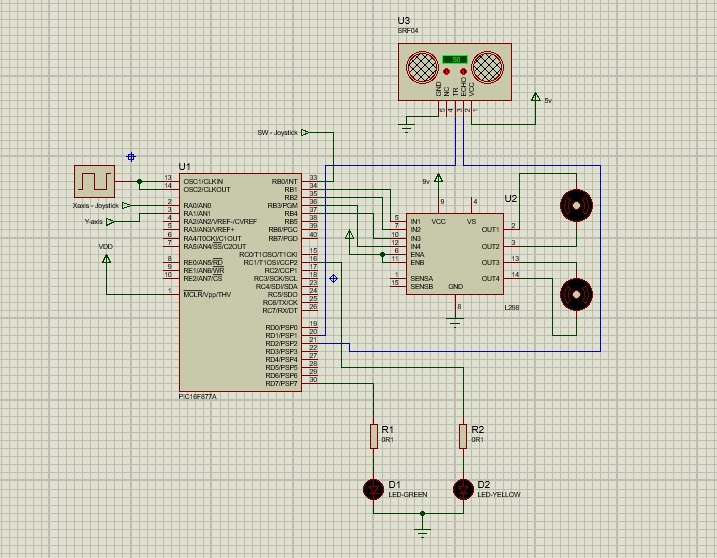 U3
SRF04
50
GND
NC
TR
ECHO
VCC
5 4 3 2 1
5v
SW - Joystick
U1
13 OSC1/CLKIN
14 OSC2/CLKOUT
2 RA0/AN0
3 RA1/AN1
4 RA2/AN2/VREF-/CVREF
5 RA3/AN3/VREF+
6 RA4/T0CKI/C1OUT
7 RA5/AN4/SS/C2OUT
8 RE0/AN5/RD
9 RE1/AN6/WR
10 RE2/AN7/CS
1 MCLR/Vpp/THV
Xaxis - Joystick
Y-axis
VDD
RB0/INT 33
RB1 34
RB2 35
RB3/PGM 36
RB4 37
RB5 38
RB6/PGC 39
RB7/PGD 40
RC0/T1OSO/T1CKI 15
RC1/T1OSI/CCP2 16
RC2/CCP1 17
RC3/SCK/SCL 18
RC4/SDI/SDA 23
RC5/SDO 24
RC6/TX/CK 25
RC7/RX/DT 26
RD0/PSP0 19
RD1/PSP1 20
RD2/PSP2 21
RD3/PSP3 22
RD4/PSP4 27
RD5/PSP5 28
RD6/PSP6 29
RD7/PSP7 30
PIC16F877A
9v
U2
9
4
VCC
VS
5 IN1
7 IN2
10 IN3
12 IN4
6 ENA
11 ENB
1 SENSA
15 SENSB
OUT1 2
OUT2 3
OUT3 13
OUT4 14
GND
8
L298
R1
0R1
R2
0R1
D1
LED-GREEN
D2
LED-YELLOW